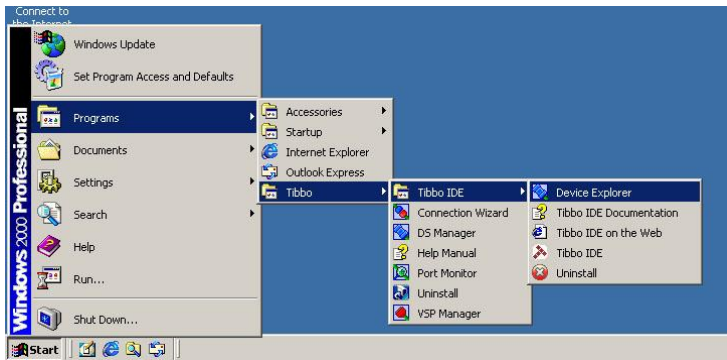 Connect to
the Internet
Windows Update
Set Program Access and Defaults
Programs
Documents
Settings
Search
Help
Run...
Shut Down...
Windows 2000 Professional
Accessories
Startup
Internet Explorer
Outlook Express
Tibbo
Tibbo IDE
Connection Wizard
DS Manager
Help Manual
Port Monitor
Uninstall
VSP Manager
Device Explorer
Tibbo IDE Documentation
Tibbo IDE on the Web
Tibbo IDE
Uninstall
Start